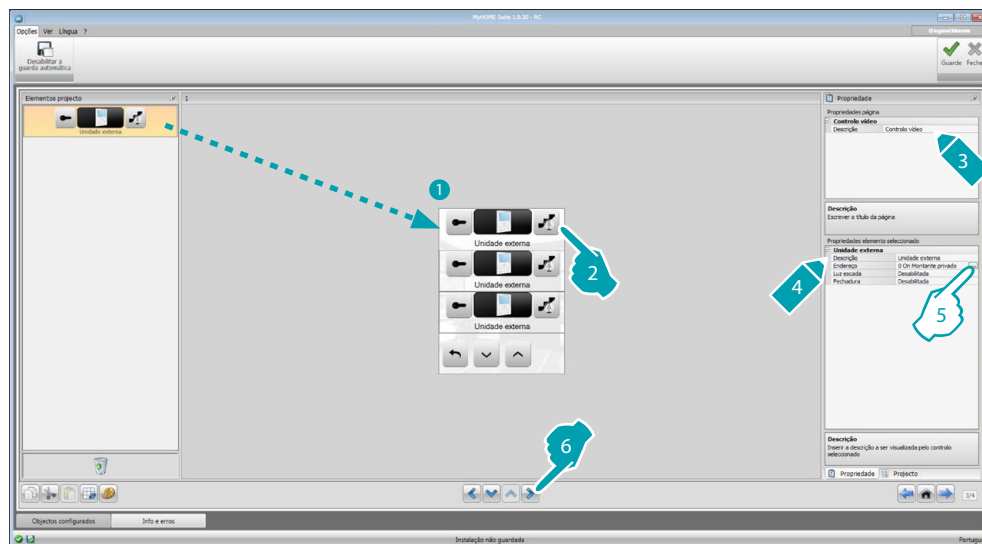 MyHOME Suite 1.0.20 - RC
Opções Ver Língua ?
Desabilitar a
guarda automática
Guarde Feche
Elementos projecto
1
Propriedade
Unidade externa
Propriedades página
Controlo vídeo
Descrição Controlo vídeo
3
Descrição
Escrever o título da página
1
Unidade externa
2
Unidade externa
Unidade externa
Propriedades elemento seleccionado
Unidade externa
Descrição Unidade externa
Endereço 0 On Montante privado
Luz escada Desabilitada
Fechadura Desabilitada
4
5
6
Descrição
Inserir a descrição a ser visualizada pelo controlo
seleccionado
Propriedade Projecto
3/4
Objectos configurados Info e erros
Instalação não guardada
Portugu